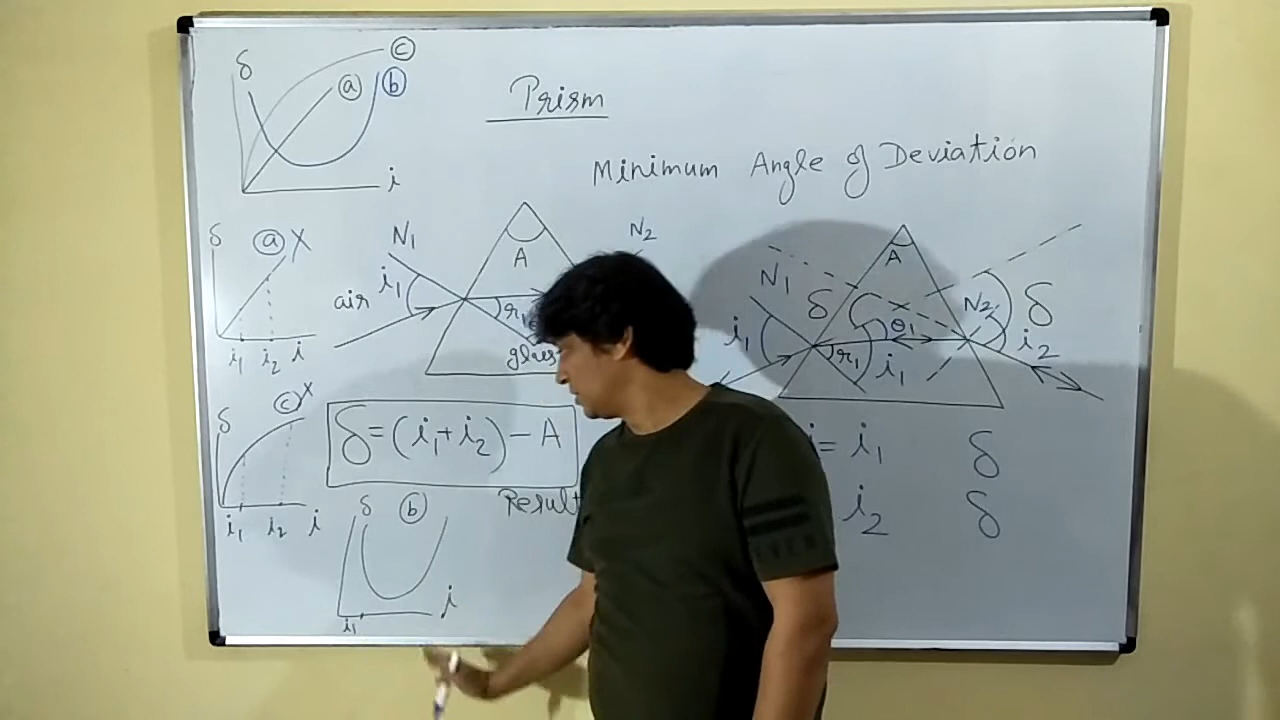 δ
ⓒ
ⓐ
ⓑ
i
Prism
Minimum Angle of Deviation
δ
ⓐ X
i1 i2 i
N1
i1
air
A
r1
glass
N2
δ
ⓒ X
i1 i2 i
δ=(i1+i2)-A
Result
δ
ⓑ
i1
i
N1
i1
δ
A
θ1
r1
i1
N2
δ
i2
= i1 δ
i2 δ